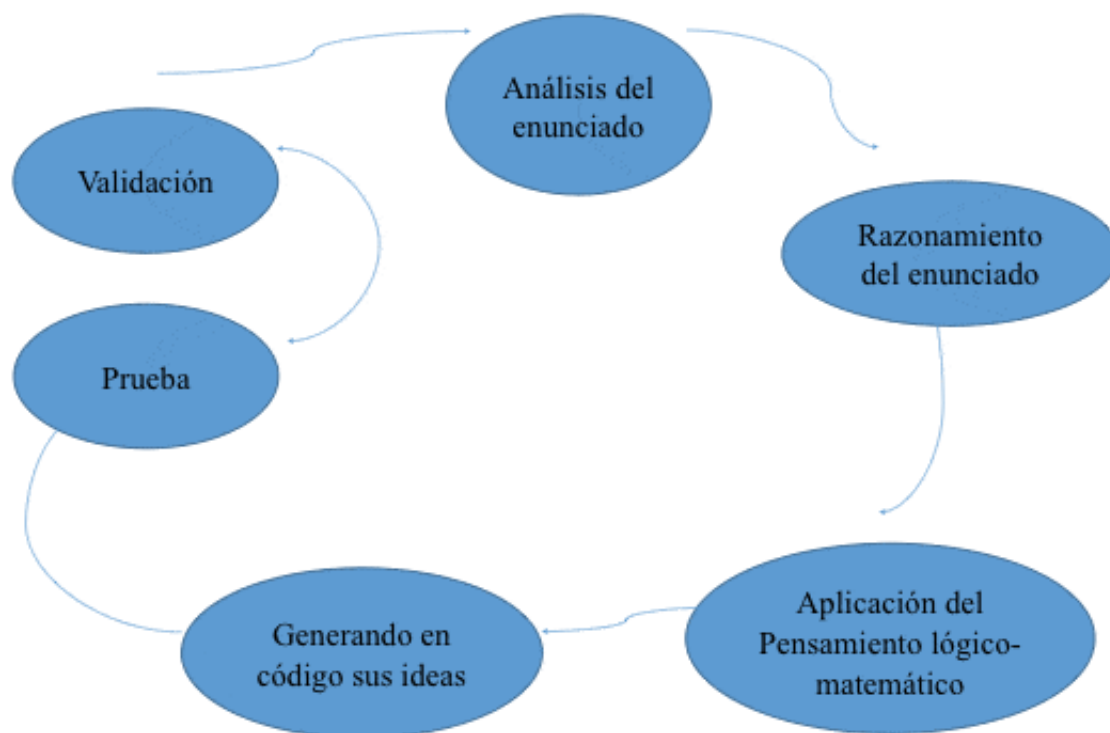 Análisis del
enunciado
Razonamiento
del enunciado
Aplicación del
Pensamiento lógico-
matemático
Generando en
código sus ideas
Prueba
Validación